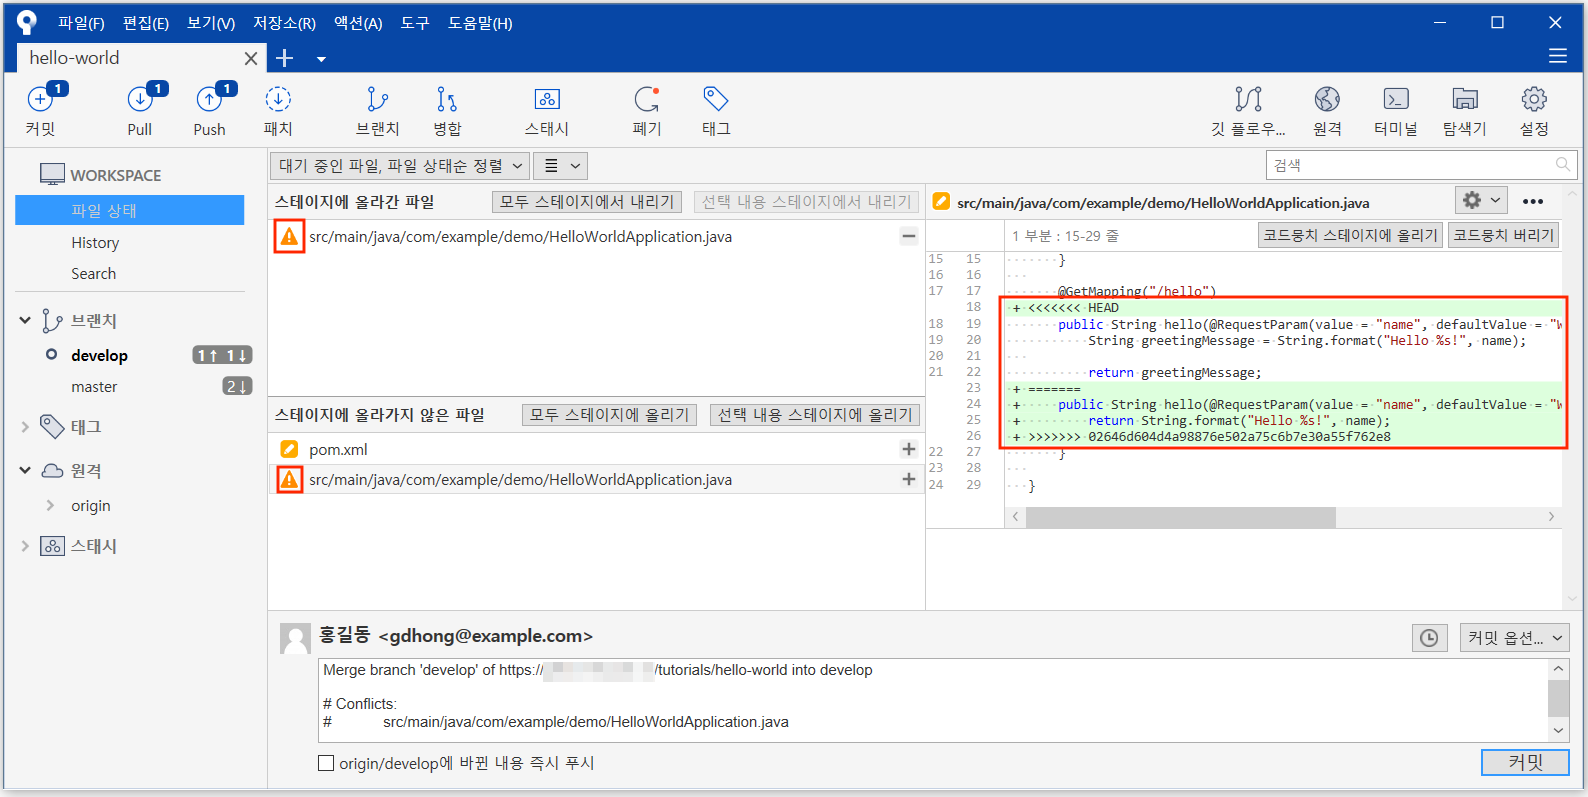 파일(F) 편집(E) 보기(V) 저장소(R) 액션(A) 도구 도움말(H)
hello-world
1 1 1
커밋 Pull Push 패치 브랜치 병합 스태시 폐기 태그 깃 플로우... 원격 터미널 탐색기 설정
WORKSPACE
파일 상태
History
Search
브랜치
develop 1↑ 1↓
master 2↓
태그
원격
origin
스태시
대기 중인 파일, 파일 상태순 정렬
검색
스테이지에 올라간 파일 모두 스테이지에서 내리기 선택 내용 스테이지에서 내리기
src/main/java/com/example/demo/HelloWorldApplication.java
스테이지에 올라가지 않은 파일 모두 스테이지에 올리기 선택 내용 스테이지에 올리기
pom.xml
src/main/java/com/example/demo/HelloWorldApplication.java
src/main/java/com/example/demo/HelloWorldApplication.java
1 부분 : 15-29 줄 코드뭉치 스테이지에 올리기 코드뭉치 버리기
15 15 }
16 16
17 17 @GetMapping("/hello")
18 + <<<<<<< HEAD
18 19 public String hello(@RequestParam(value = "name", defaultValue = "W
19 20 String greetingMessage = String.format("Hello %s!", name);
20 21
21 22 return greetingMessage;
23 + =======
24 + public String hello(@RequestParam(value = "name", defaultValue = "W
25 + return String.format("Hello %s!", name);
26 + >>>>>>> 02646d604d4a98876e502a75c6b7e30a55f762e8
22 27 }
23 28
24 29 }
홍길동 <gdhong@example.com>
커밋 옵션...
Merge branch 'develop' of https:// /tutorials/hello-world into develop
# Conflicts:
# src/main/java/com/example/demo/HelloWorldApplication.java
origin/develop에 바뀐 내용 즉시 푸시
커밋